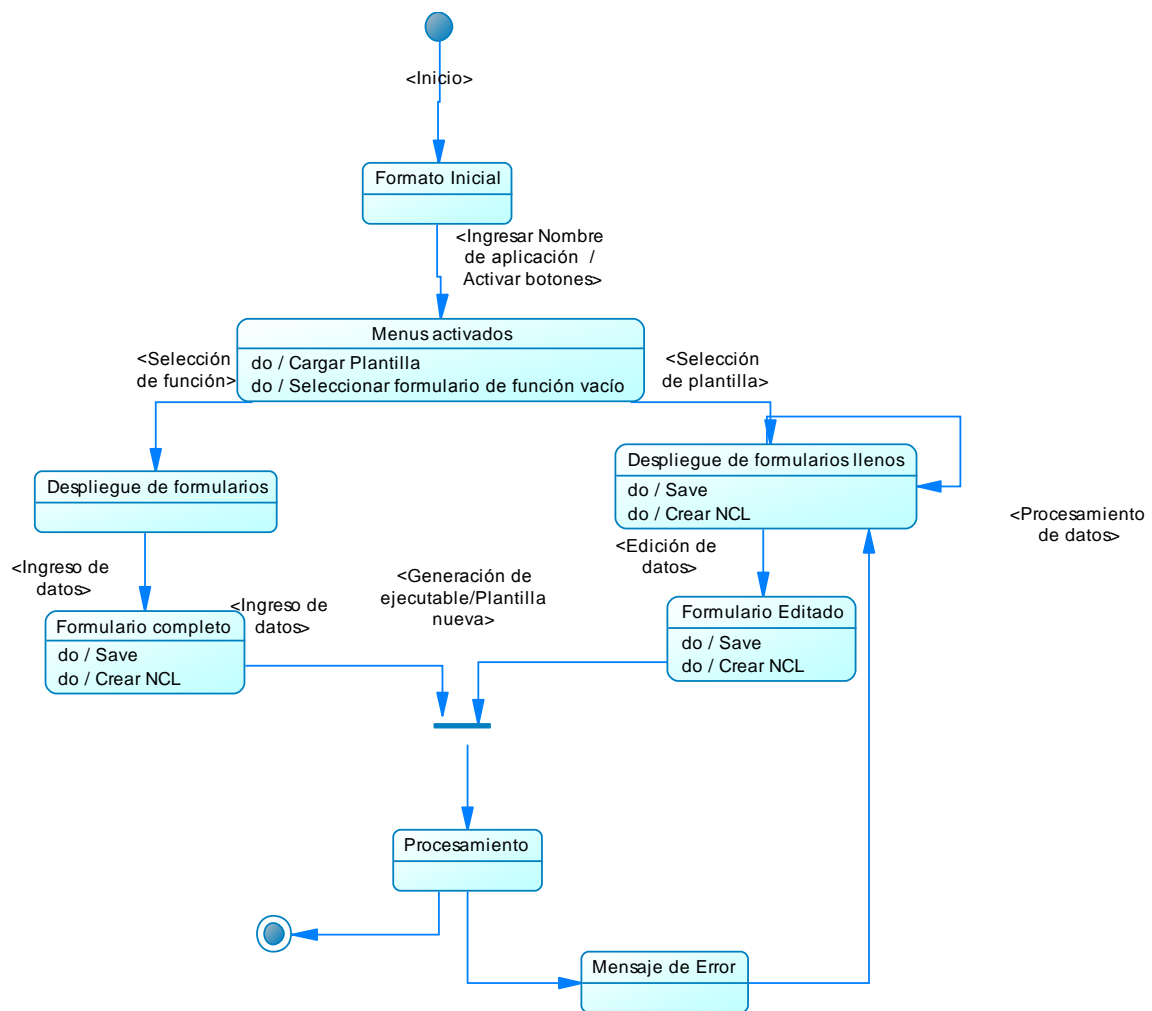 <Inicio>
Formato Inicial
<Ingresar Nombre
de aplicación /
Activar botones>
Menus activados
do / Cargar Plantilla
do / Seleccionar formulario de función vacío
<Selección
de función>
<Selección
de plantilla>
Despliegue de formularios
Despliegue de formularios llenos
do / Save
do / Crear NCL
<Procesamiento
de datos>
<Ingreso de
datos>
<Edición de
datos>
Formulario completo
do / Save
do / Crear NCL
<Ingreso de
datos>
<Generación de
ejecutable/Plantilla
nueva>
Formulario Editado
do / Save
do / Crear NCL
Procesamiento
Mensaje de Error